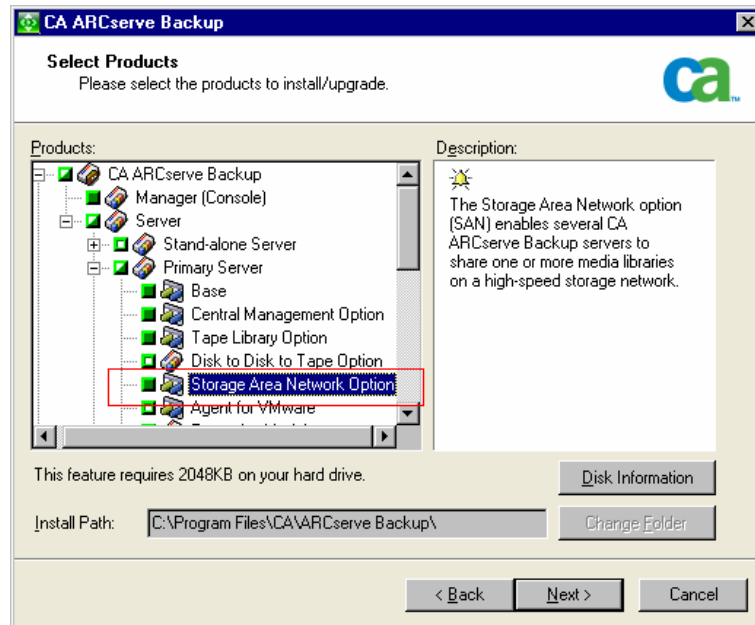 CA ARCserve Backup
Select Products
Please select the products to install/upgrade.
ca
TM
Products:
CA ARCserve Backup
Manager (Console)
Server
Stand-alone Server
Primary Server
Base
Central Management Option
Tape Library Option
Disk to Disk to Tape Option
Storage Area Network Option
Agent for VMware
Description:
The Storage Area Network option
(SAN) enables several CA
ARCserve Backup servers to
share one or more media libraries
on a high-speed storage network.
This feature requires 2048KB on your hard drive.
Disk Information
Install Path:
C:\Program Files\CA\ARCserve Backup\
Change Folder
< Back
Next >
Cancel